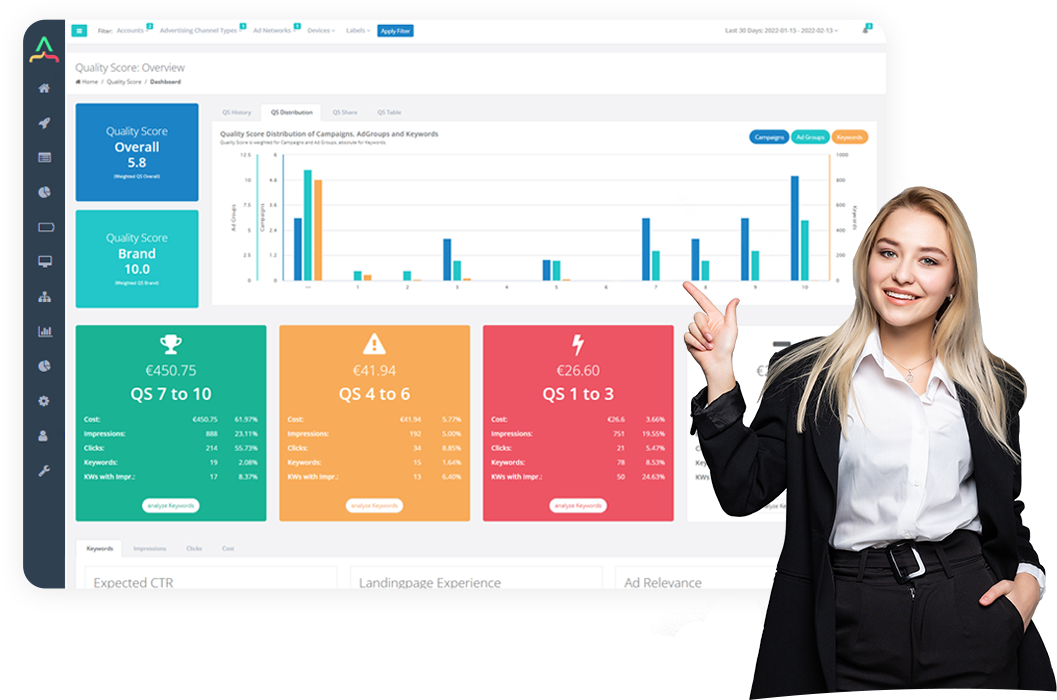 Filter: Accounts 2 Advertising Channel Types 4 Ad Networks 5 Devices Labels Apply Filter Last 30 Days: 2022-01-15 - 2022-02-13
Quality Score: Overview
Home / Quality Score / Dashboard
Quality Score
Overall
5.8
(Weighted QS Overall)
Quality Score
Brand
10.0
(Weighted QS Brand)
QS History QS Distribution QS Share QS Table
Quality Score Distribution of Campaigns, AdGroups and Keywords
Quality Score is weighted for Campaigns and Ad Groups, absolute for Keywords
Campaigns Ad Groups Keywords
12.5 6 1000
10 4.8 800
7.5 3.6 600
5 2.4 400
2.5 1.2 200
0 0 0
Ad Groups
Campaigns
Keywords
-- 1 2 3 4 5 6 7 8 9 10
€450.75
QS 7 to 10
Cost: €450.75 61.97%
Impressions: 888 23.11%
Clicks: 214 55.73%
Keywords: 19 2.08%
KWs with Impr.: 17 8.37%
analyze Keywords
€41.94
QS 4 to 6
Cost: €41.94 5.77%
Impressions: 192 5.00%
Clicks: 34 8.85%
Keywords: 15 1.64%
KWs with Impr.: 13 6.40%
analyze Keywords
€26.60
QS 1 to 3
Cost: €26.6 3.66%
Impressions: 751 19.55%
Clicks: 21 5.47%
Keywords: 78 8.53%
KWs with Impr.: 50 24.63%
analyze Keywords
Keywords Impressions Clicks Cost
Expected CTR
Landingpage Experience
Ad Relevance